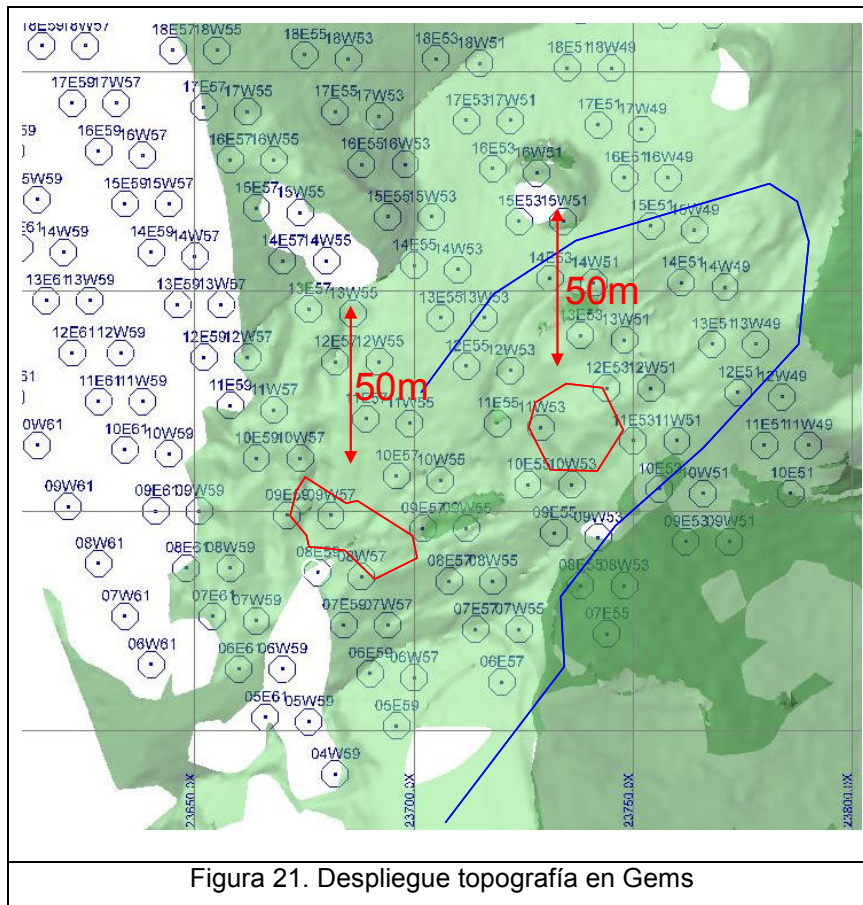 18E59 18W57 18E57 18W55 18E55 18W53 18E53 18W51 18E51 18W49
17E59 17W57 17E57 17W55 17E55 17W53 17E53 17W51 17E51 17W49
59 16E59 16W57 16E57 16W55 16E55 16W53 16E53 16W51 16E51 16W49
5W59 15E59 15W57 15E57 15W55 15E55 15W53 15E53 15W51 15E51 15W49
E61 14W59 14E59 14W57 14E57 14W55 14E55 14W53 14E53 14W51 14E51 14W49
13E61 13W59 13E59 13W57 13E57 13W55 13E55 13W53 13E53 13W51 13E51 13W49
50m
12E61 12W59 12E59 12W57 12E57 12W55 12E55 12W53 12E53 12W51 12E51 12W49
50m
61 11E61 11W59 11E59 11W57 11W55 11E55 11W53 11E53 11W51 11E51 11W49
0W61 10E61 10W59 10E59 10W57 10E57 10W55 10E55 10W53 10W51 10E51
09W61 09E61 09W59 09E59 09W57 09E57 09W55 09E55 09W53 09E53 09W51
08W61 08E61 08W59 08E59 08W57 08E57 08W55 08E55 08W53
07W61 07E61 07W59 07E59 07W57 07E57 07W55 07E55
06W61 06E61 06W59 06E59 06W57 06E57
05E61 05W59 05E59
04W59
23650.0X 23700.0X 23750.0X 23800.0X
Figura 21. Despliegue topografía en Gems